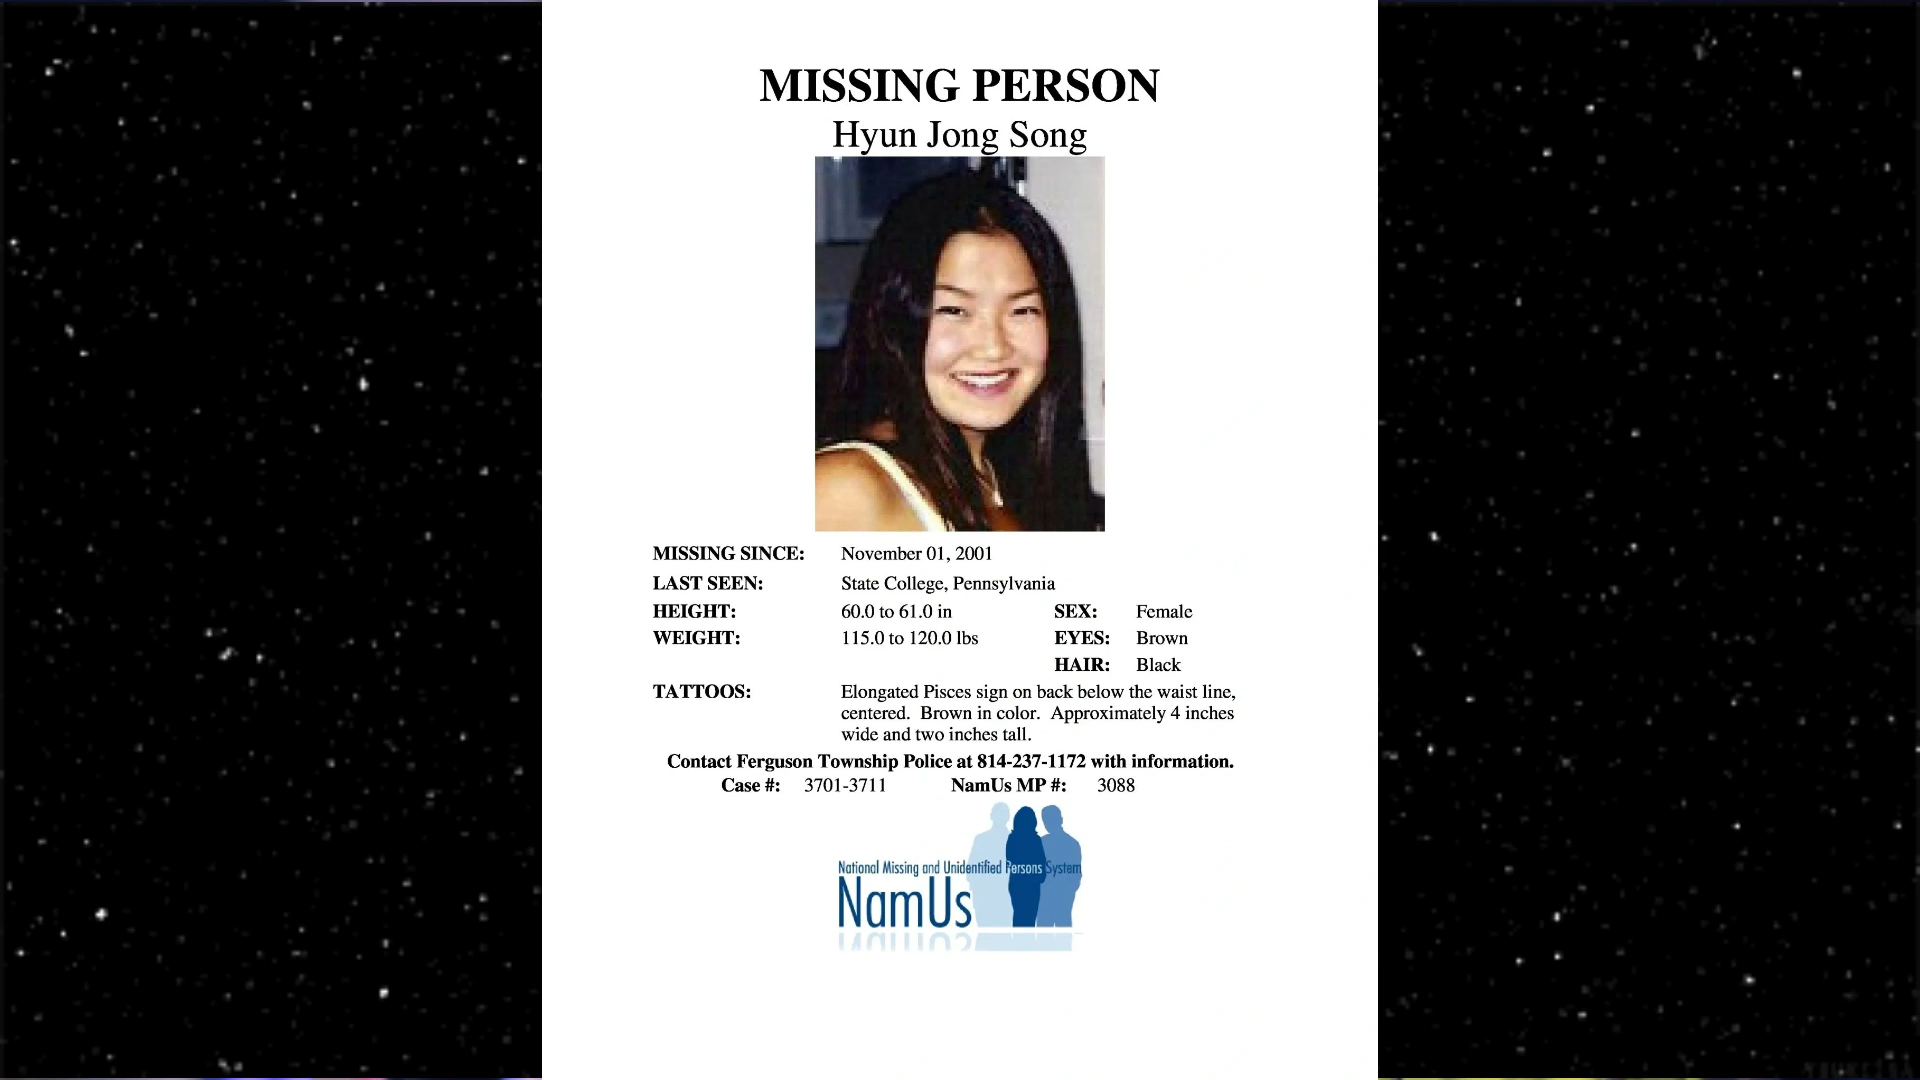 MISSING PERSON
Hyun Jong Song
MISSING SINCE: November 01, 2001
LAST SEEN: State College, Pennsylvania
HEIGHT: 60.0 to 61.0 in SEX: Female
WEIGHT: 115.0 to 120.0 lbs EYES: Brown
HAIR: Black
TATTOOS: Elongated Pisces sign on back below the waist line,
centered. Brown in color. Approximately 4 inches
wide and two inches tall.
Contact Ferguson Township Police at 814-237-1172 with information.
Case #: 3701-3711 NamUs MP #: 3088
National Missing and Unidentified Persons System
NamUs